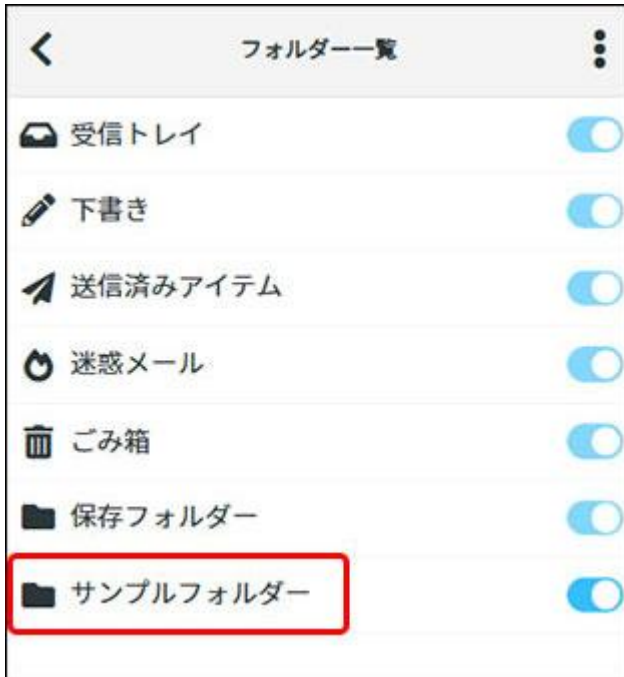 フォルダー一覧
受信トレイ
下書き
送信済みアイテム
迷惑メール
ごみ箱
保存フォルダー
サンプルフォルダー